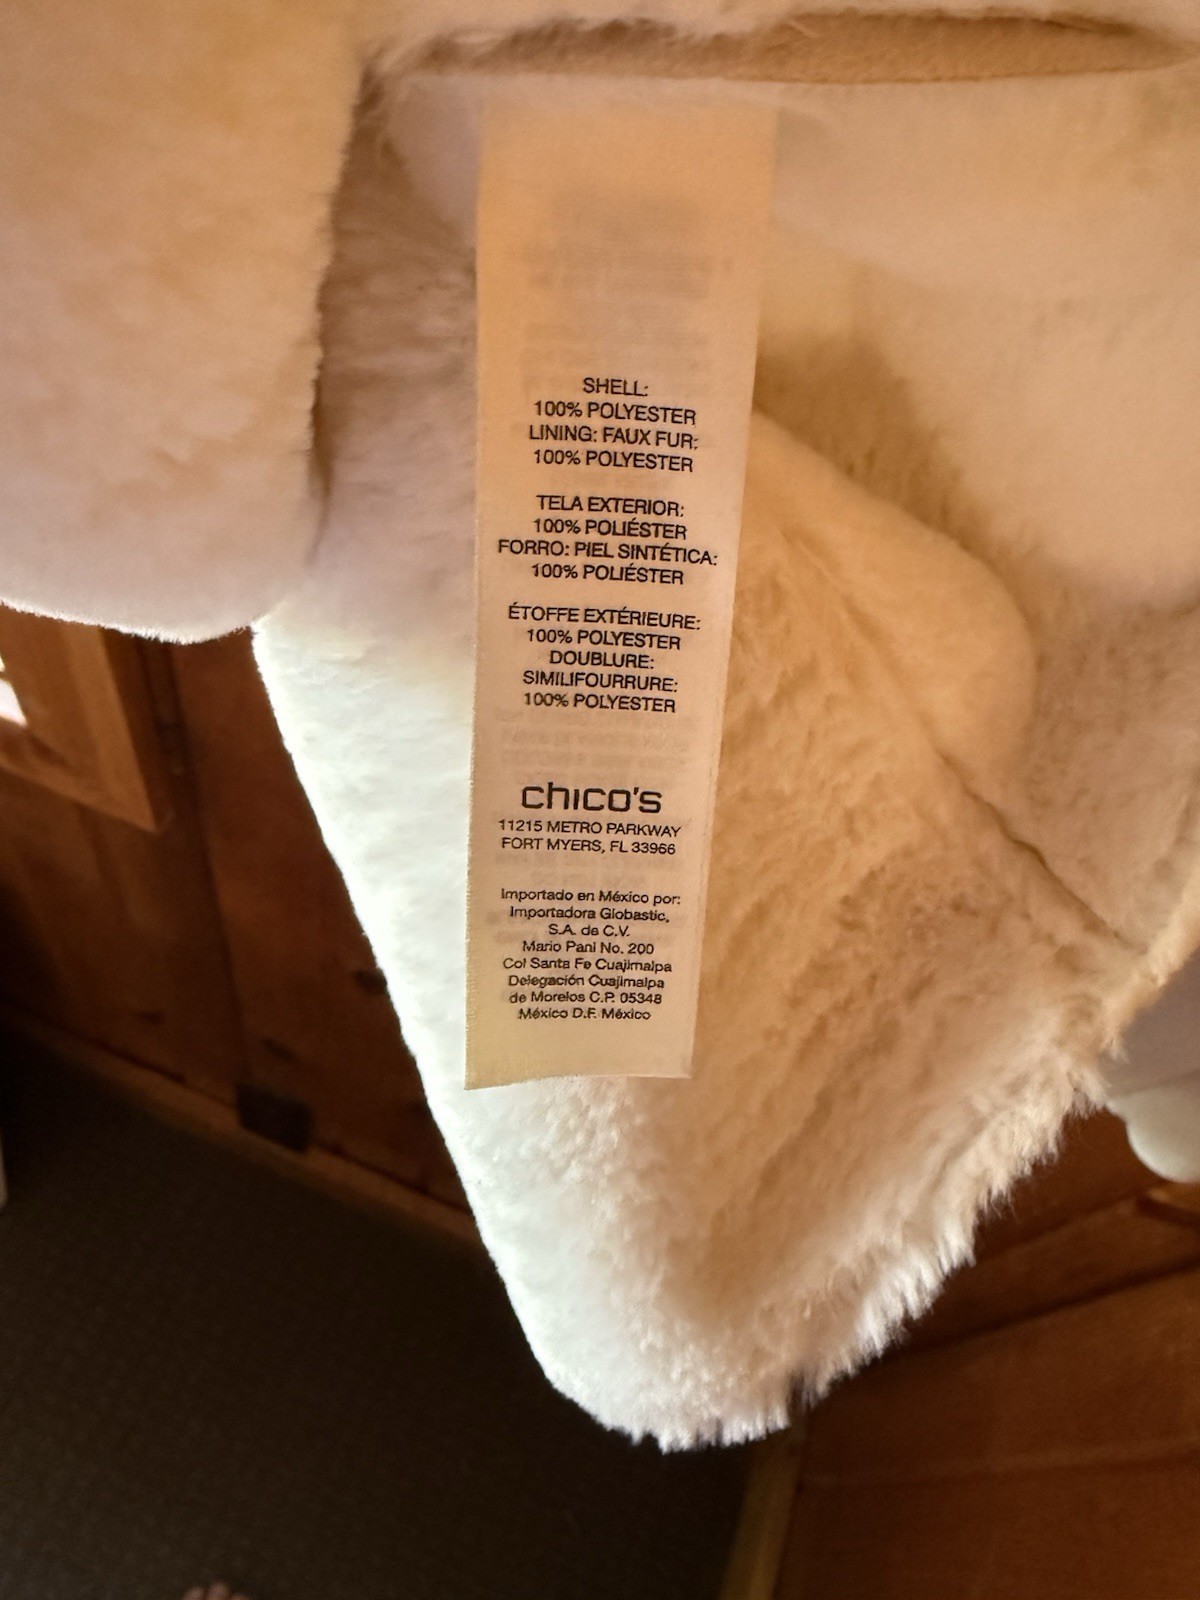 SHELL:
100% POLYESTER
LINING: FAUX FUR:
100% POLYESTER
TELA EXTERIOR:
100% POLIÉSTER
FORRO: PIEL SINTÉTICA:
100% POLIÉSTER
ÉTOFFE EXTÉRIEURE:
100% POLYESTER
DOUBLURE:
SIMILIFOURRURE:
100% POLYESTER
chico's
11215 METRO PARKWAY
FORT MYERS, FL 33966
Importado en México por:
Importadora Globastic,
S.A. de C.V.
Mario Pani No. 200
Col Santa Fe Cuajimalpa
Delegación Cuajimalpa
de Morelos C.P. 05348
México D.F. México